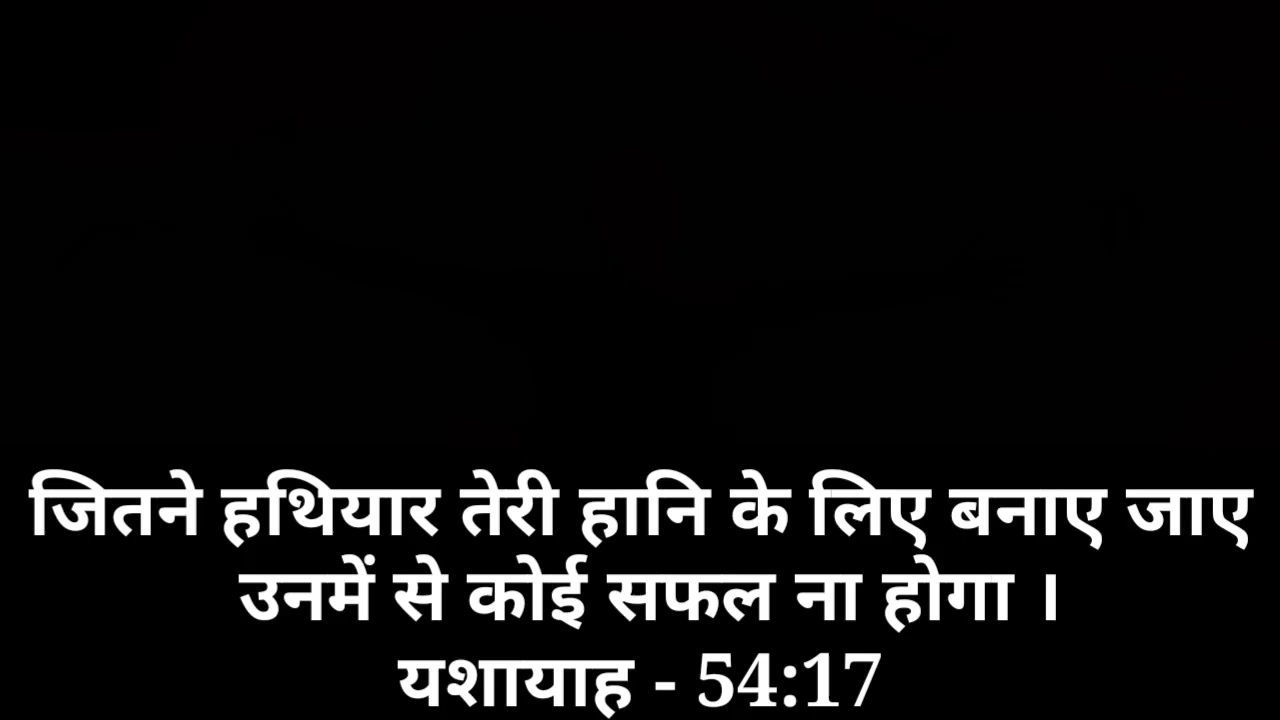 जितने हथियार तेरी हानि के लिए बनाए जाए
उनमें से कोई सफल ना होगा ।
यशायाह - 54:17